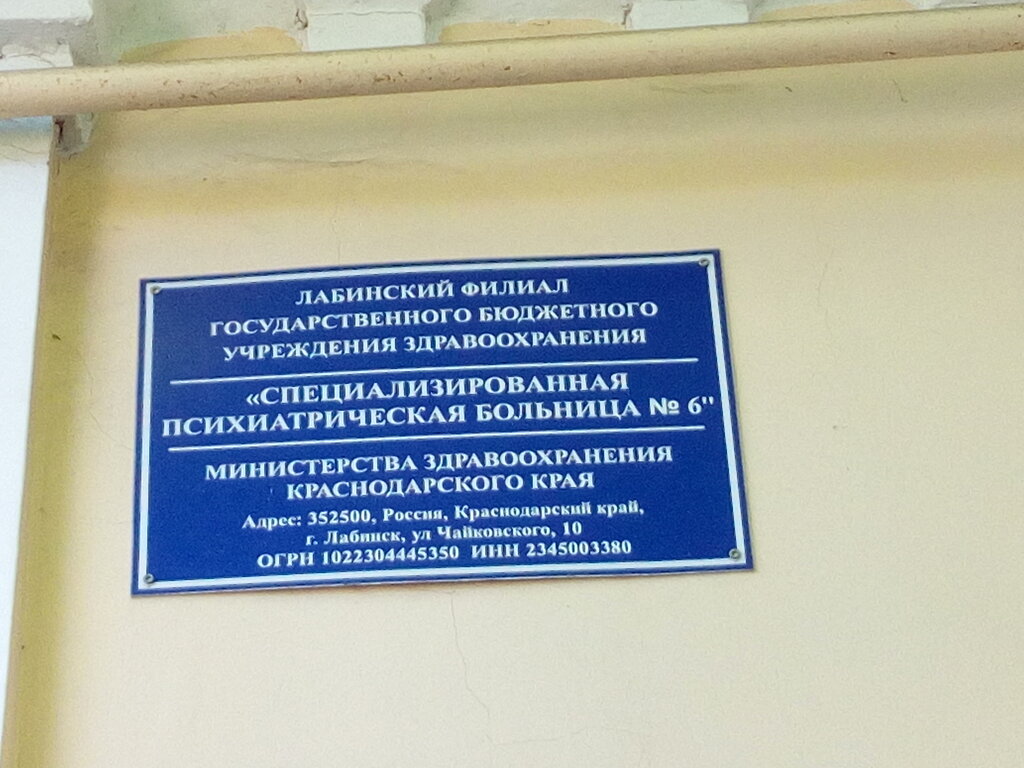 ЛАБИНСКИЙ ФИЛИАЛ
ГОСУДАРСТВЕННОГО БЮДЖЕТНОГО
УЧРЕЖДЕНИЯ ЗДРАВООХРАНЕНИЯ
«СПЕЦИАЛИЗИРОВАННАЯ
ПСИХИАТРИЧЕСКАЯ БОЛЬНИЦА № 6"
МИНИСТЕРСТВА ЗДРАВООХРАНЕНИЯ
КРАСНОДАРСКОГО КРАЯ
Адрес: 352500, Россия, Краснодарский край,
г. Лабинск, ул Чайковского, 10
ОГРН 1022304445350 ИНН 2345003380